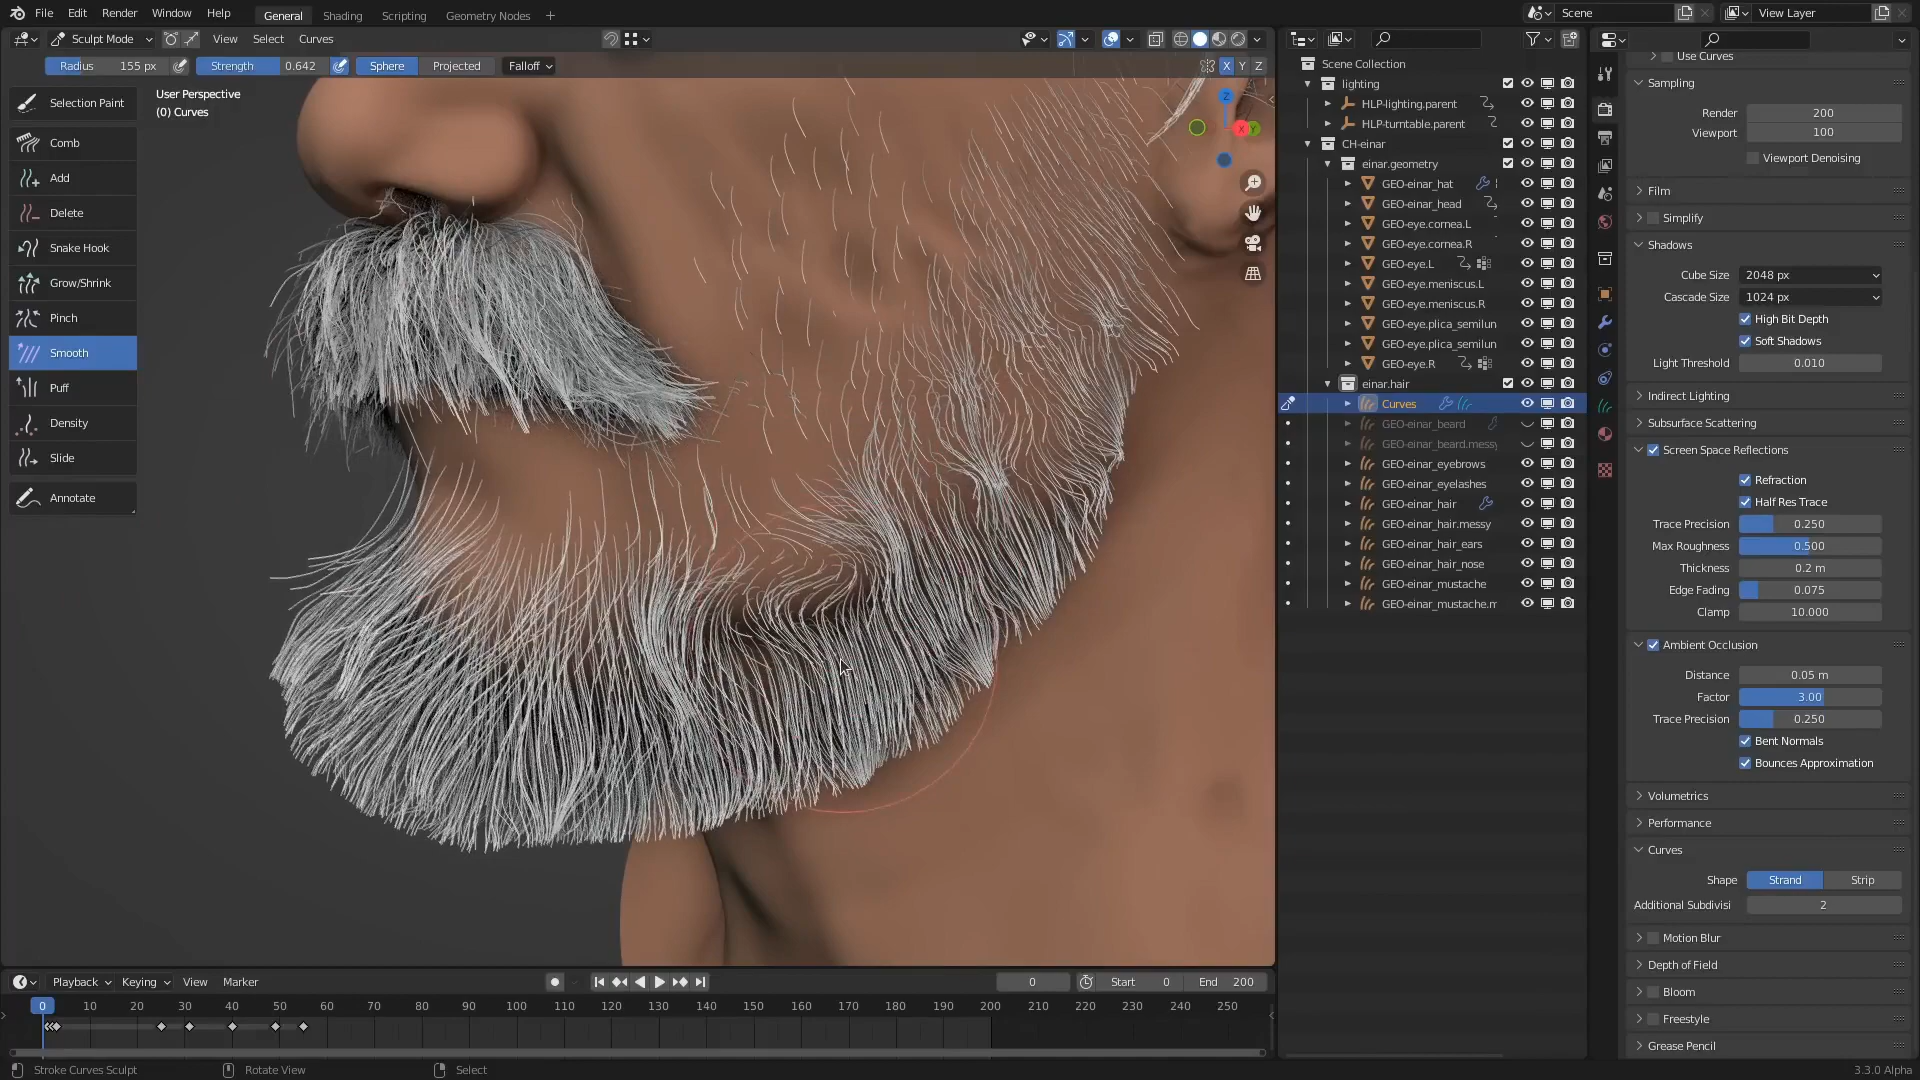 File Edit Render Window Help General Shading Scripting Geometry Nodes + Scene View Layer
Sculpt Mode View Select Curves
Radius 155 px Strength 0.642 Sphere Projected Falloff X Y Z
User Perspective
(0) Curves
Selection Paint
Comb
Add
Delete
Snake Hook
Grow/Shrink
Pinch
Smooth
Puff
Density
Slide
Annotate
Z
X Y
Scene Collection
lighting
HLP-lighting.parent
HLP-turntable.parent
CH-einar
einar.geometry
GEO-einar_hat
GEO-einar_head
GEO-eye.cornea.L
GEO-eye.cornea.R
GEO-eye.L
GEO-eye.meniscus.L
GEO-eye.meniscus.R
GEO-eye.plica_semilun
GEO-eye.plica_semilun
GEO-eye.R
einar.hair
Curves
GEO-einar_beard
GEO-einar_beard.messy
GEO-einar_eyebrows
GEO-einar_eyelashes
GEO-einar_hair
GEO-einar_hair.messy
GEO-einar_hair_ears
GEO-einar_hair_nose
GEO-einar_mustache
GEO-einar_mustache.m
Use Curves
Sampling
Render 200
Viewport 100
Viewport Denoising
Film
Simplify
Shadows
Cube Size 2048 px
Cascade Size 1024 px
High Bit Depth
Soft Shadows
Light Threshold 0.010
Indirect Lighting
Subsurface Scattering
Screen Space Reflections
Refraction
Half Res Trace
Trace Precision 0.250
Max Roughness 0.500
Thickness 0.2 m
Edge Fading 0.075
Clamp 10.000
Ambient Occlusion
Distance 0.05 m
Factor 3.00
Trace Precision 0.250
Bent Normals
Bounces Approximation
Volumetrics
Performance
Curves
Shape Strand Strip
Additional Subdivisi 2
Motion Blur
Depth of Field
Bloom
Freestyle
Grease Pencil
Playback Keying View Marker 0 Start 0 End 200
0 10 20 30 40 50 60 70 80 90 100 110 120 130 140 150 160 170 180 190 200 210 220 230 240 250
Stroke Curves Sculpt Rotate View Select 3.3.0 Alpha